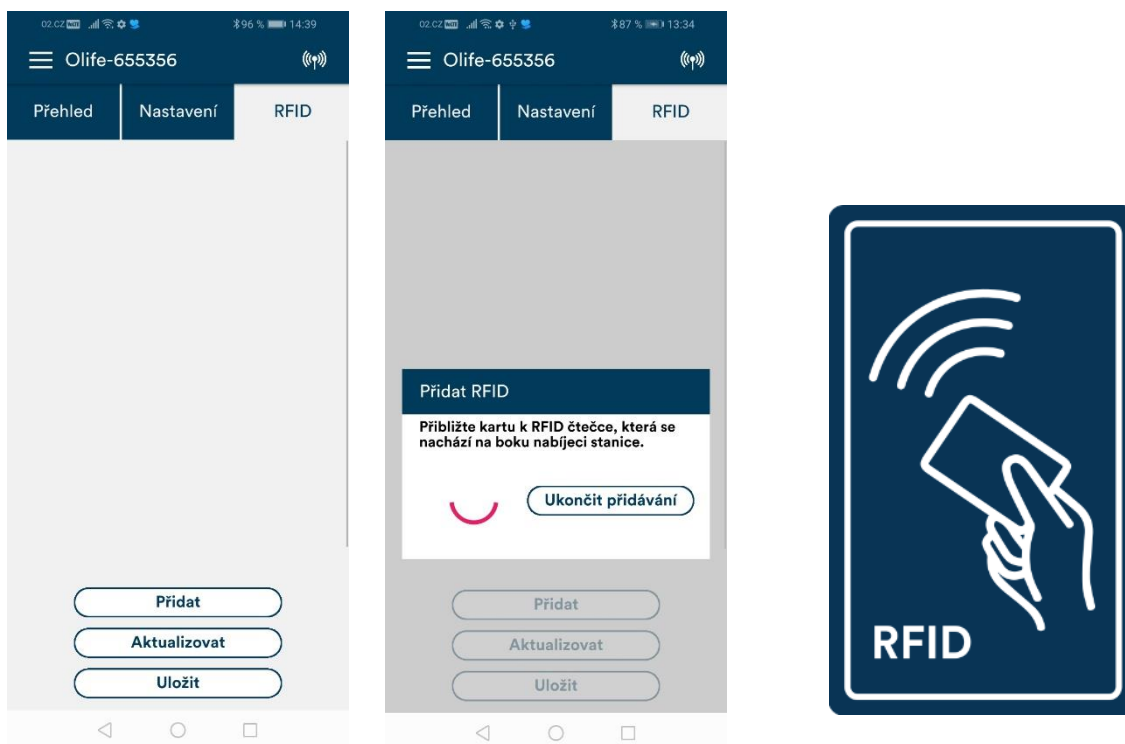 02.CZ 96 % 14:39
Olife-655356
Přehled Nastavení RFID
Přidat
Aktualizovat
Uložit
02.CZ 87 % 13:34
Olife-655356
Přehled Nastavení RFID
Přidat RFID
Přibližte kartu k RFID čtečce, která se
nachází na boku nabíjeci stanice.
Ukončit přidávání
Přidat
Aktualizovat
Uložit
RFID